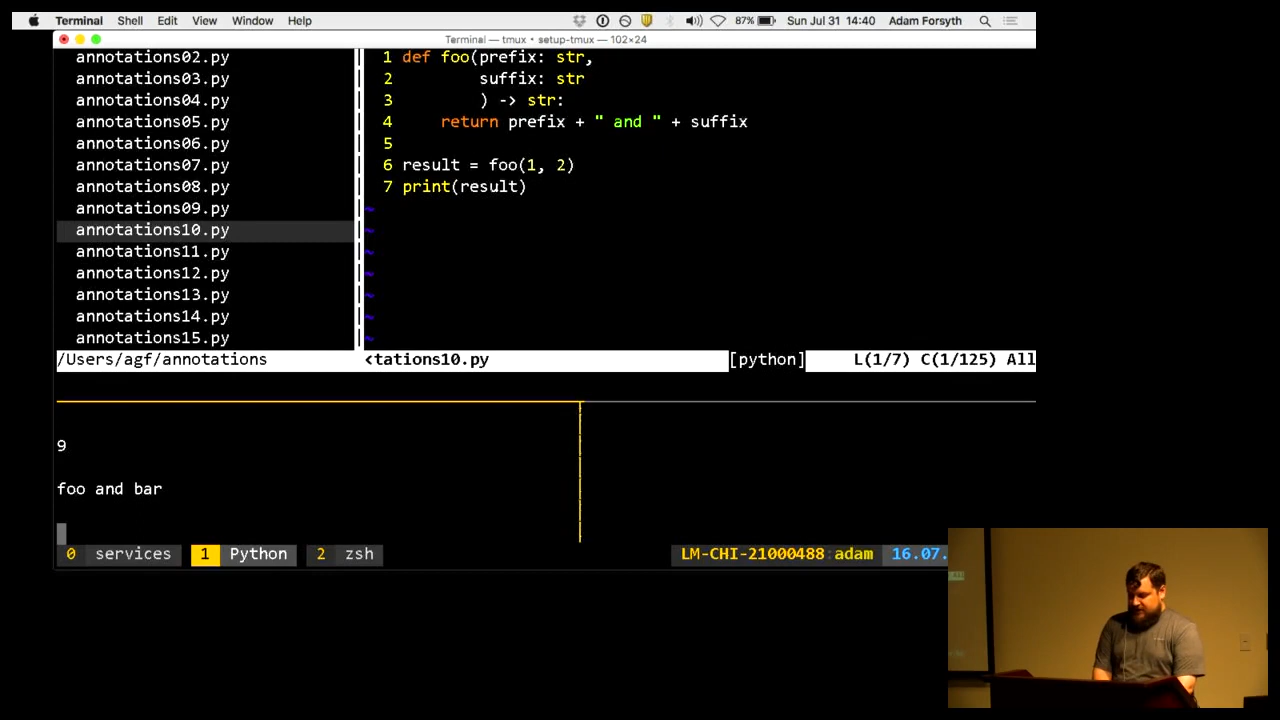 Terminal Shell Edit View Window Help 87% Sun Jul 31 14:40 Adam Forsyth
Terminal — tmux • setup-tmux — 102×24
annotations02.py
annotations03.py
annotations04.py
annotations05.py
annotations06.py
annotations07.py
annotations08.py
annotations09.py
annotations10.py
annotations11.py
annotations12.py
annotations13.py
annotations14.py
annotations15.py
/Users/agf/annotations
1 def foo(prefix: str,
2 suffix: str
3 ) -> str:
4 return prefix + " and " + suffix
5
6 result = foo(1, 2)
7 print(result)
~
~
~
~
~
~
~
<tations10.py [python] L(1/7) C(1/125) All
9
foo and bar
0 services 1 Python 2 zsh LM-CHI-21000488:adam 16.07.